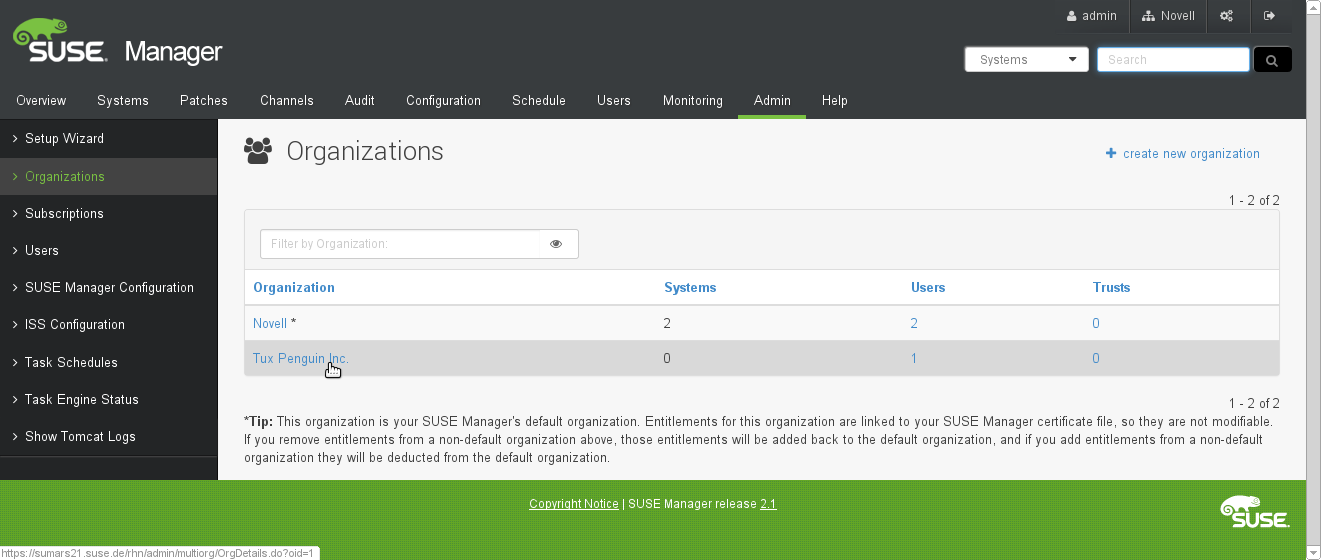 admin Novell
SUSE Manager
Systems Search
Overview Systems Patches Channels Audit Configuration Schedule Users Monitoring Admin Help
Setup Wizard
Organizations
Subscriptions
Users
SUSE Manager Configuration
ISS Configuration
Task Schedules
Task Engine Status
Show Tomcat Logs
Organizations
+ create new organization
1 - 2 of 2
Filter by Organization:
Organization Systems Users Trusts
Novell * 2 2 0
Tux Penguin Inc. 0 1 0
1 - 2 of 2
*Tip: This organization is your SUSE Manager's default organization. Entitlements for this organization are linked to your SUSE Manager certificate file, so they are not modifiable.
If you remove entitlements from a non-default organization above, those entitlements will be added back to the default organization, and if you add entitlements from a non-default
organization they will be deducted from the default organization.
Copyright Notice | SUSE Manager release 2.1
SUSE
https://sumars21.suse.de/rhn/admin/multiorg/OrgDetails.do?oid=1